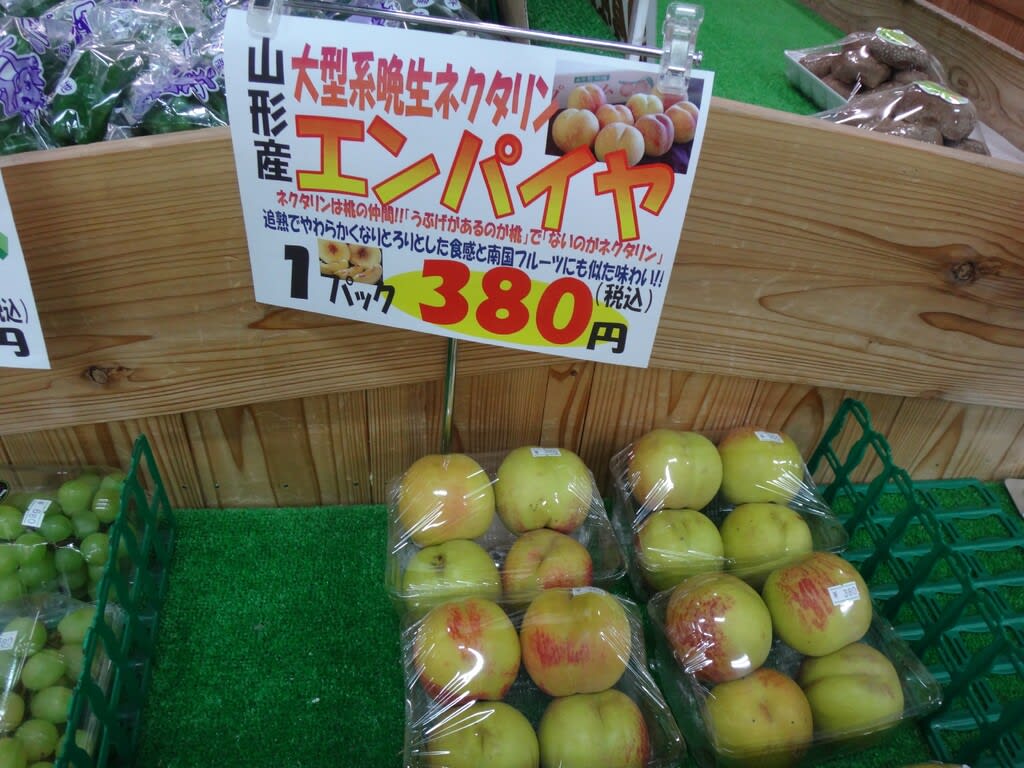 山形産
大型系晩生ネクタリン
エンパイヤ
ネクタリンは桃の仲間!!「うぶげがあるのが桃」で「ないのがネクタリン」
追熟でやわらかくなりとろりとした食感と南国フルーツにも似た味わい!!
1パック 380円(税込)
税込)
円
¥380